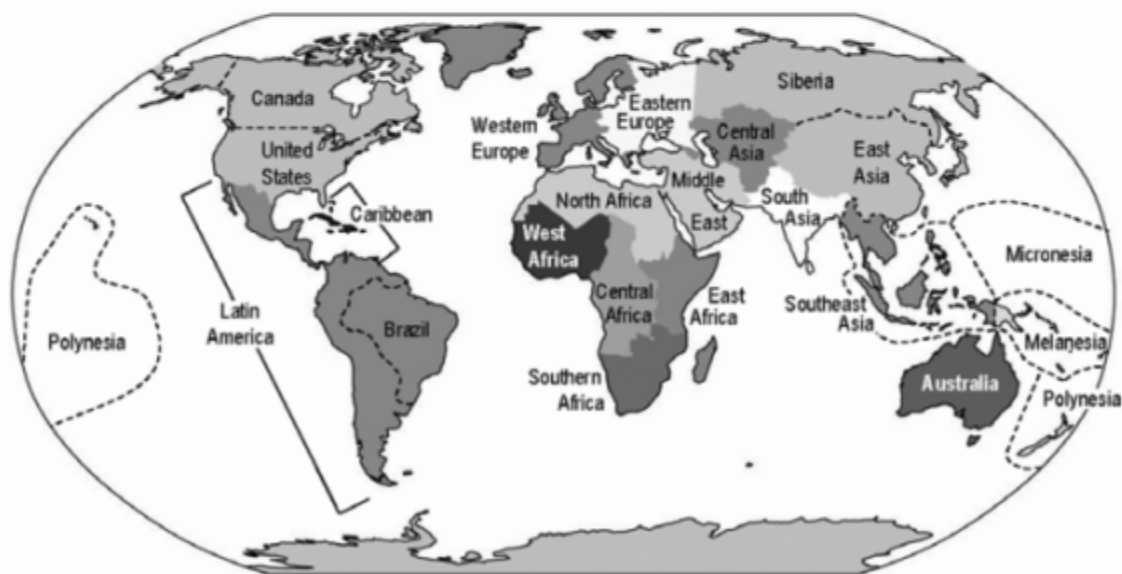 Canada
United
States
Caribbean
Latin
America
Brazil
Polynesia
Western
Europe
Eastern
Europe
Siberia
Central
Asia
East
Asia
Middle
East
South
Asia
North Africa
West
Africa
Central
Africa
East
Africa
Southern
Africa
Southeast
Asia
Micronesia
Melanesia
Australia
Polynesia